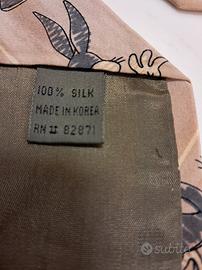 100% SILK
MADE IN KOREA
RN # 82871
subito